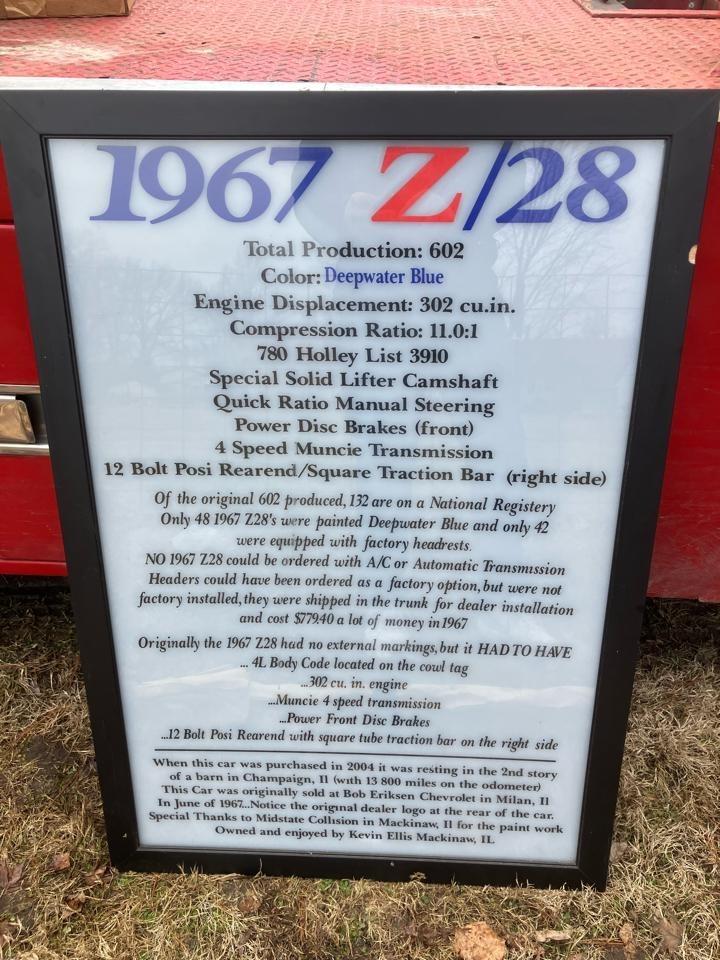 1967 Z/28
Total Production: 602
Color: Deepwater Blue
Engine Displacement: 302 cu.in.
Compression Ratio: 11.0:1
780 Holley List 3910
Special Solid Lifter Camshaft
Quick Ratio Manual Steering
Power Disc Brakes (front)
4 Speed Muncie Transmission
12 Bolt Posi Rearend/Square Traction Bar (right side)
Of the original 602 produced, 132 are on a National Registery
Only 48 1967 Z28's were painted Deepwater Blue and only 42
were equipped with factory headrests.
NO 1967 Z28 could be ordered with A/C or Automatic Transmission
Headers could have been ordered as a factory option, but were not
factory installed, they were shipped in the trunk for dealer installation
and cost $779.40 a lot of money in 1967
Originally the 1967 Z28 had no external markings, but it HAD TO HAVE
... 4L Body Code located on the cowl tag
...302 cu. in. engine
...Muncie 4 speed transmission
...Power Front Disc Brakes
...12 Bolt Posi Rearend with square tube traction bar on the right side
When this car was purchased in 2004 it was resting in the 2nd story
of a barn in Champaign, Il (with 13 800 miles on the odometer)
This Car was originally sold at Bob Eriksen Chevrolet in Milan, Il
In June of 1967...Notice the original dealer logo at the rear of the car.
Special Thanks to Midstate Collision in Mackinaw, Il for the paint work
Owned and enjoyed by Kevin Ellis Mackinaw, IL